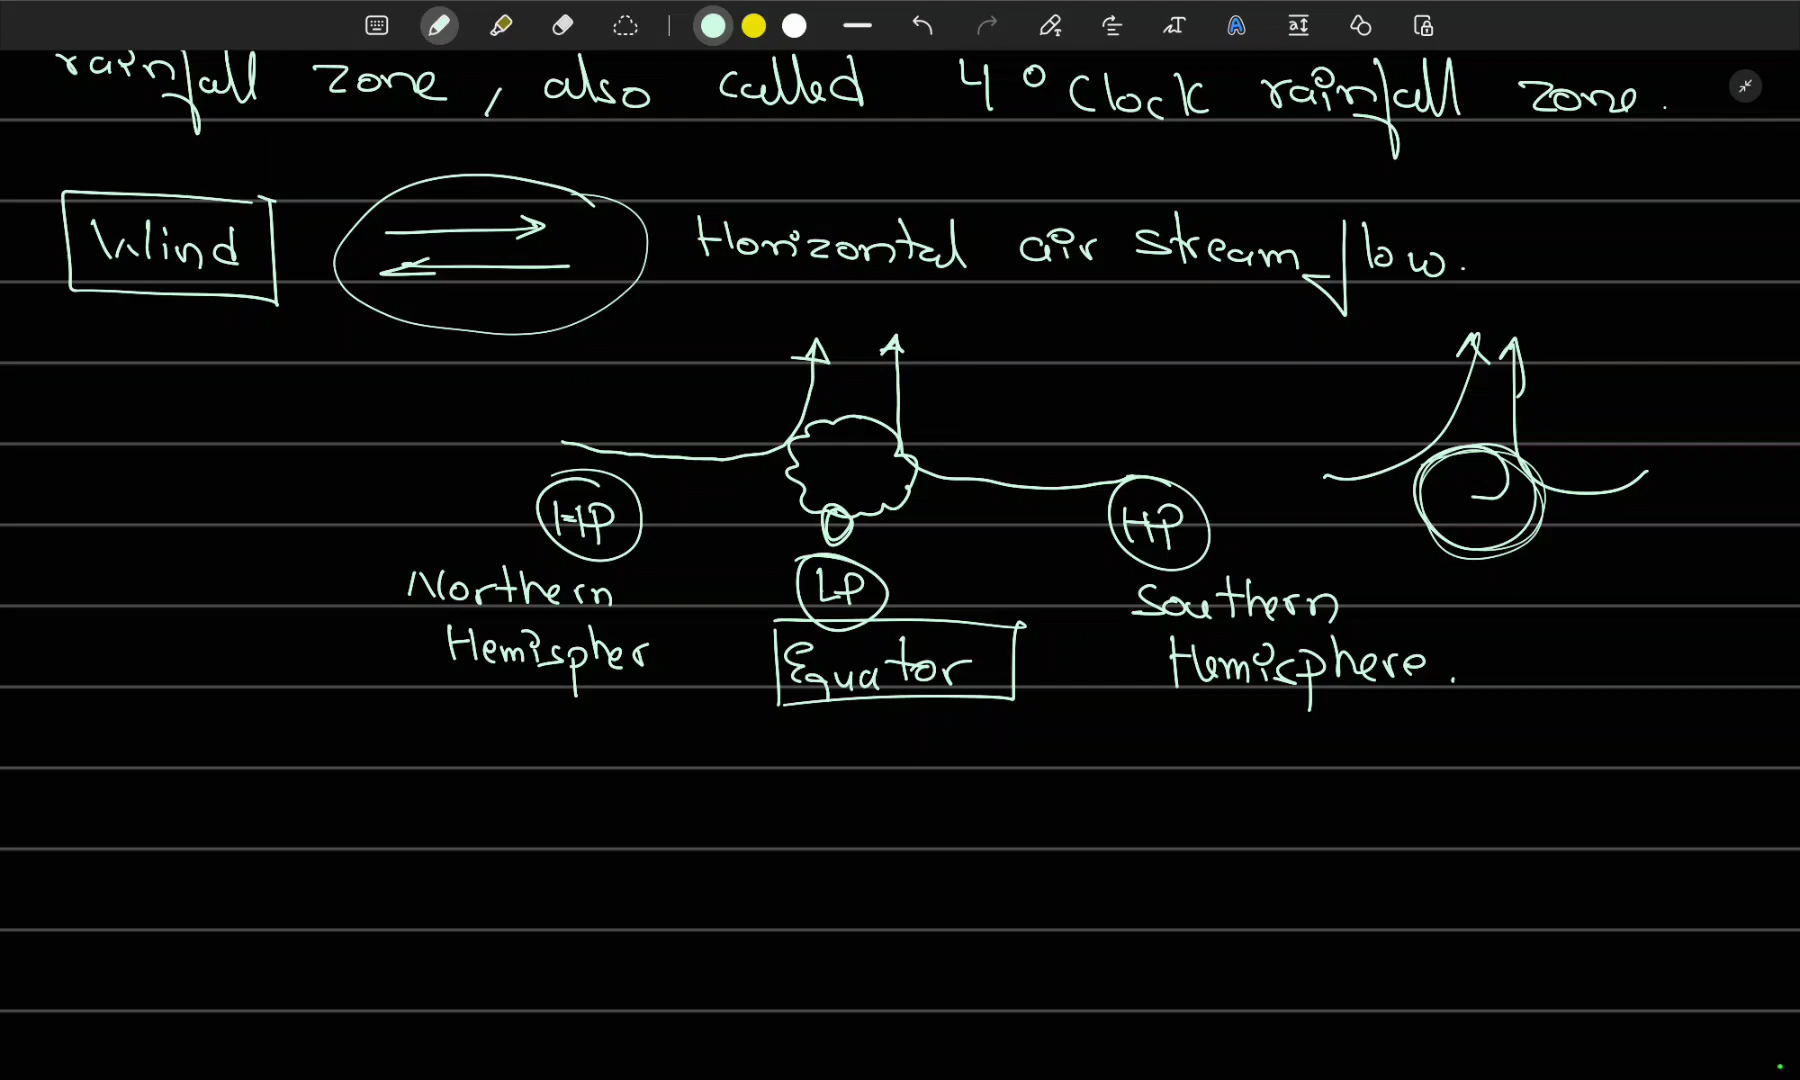 rainfall zone, also called 4° Clock rainfall zone.
Wind Horizontal air stream flow.
HP HP
LP
Northern Southern
Hemispher Equator Hemisphere.